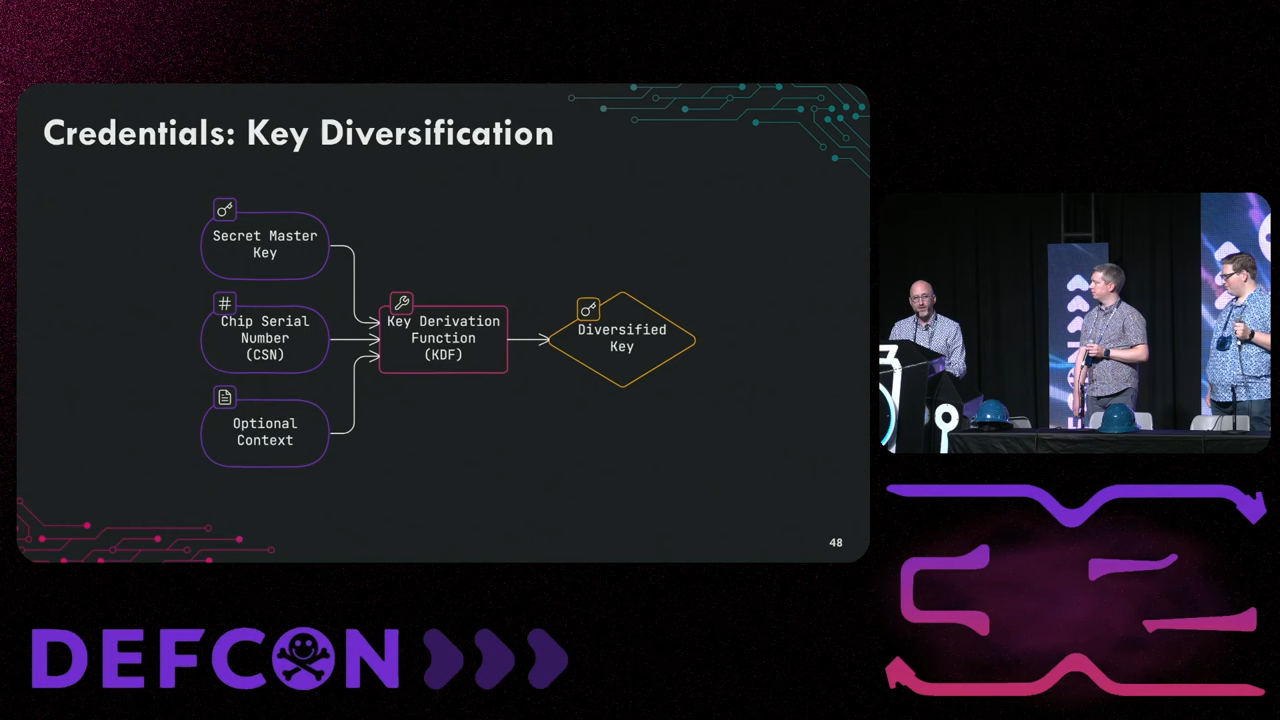 Credentials: Key Diversification
Secret Master
Key
Chip Serial
Number
(CSN)
Optional
Context
Key Derivation
Function
(KDF)
Diversified
Key
48
DEFCON